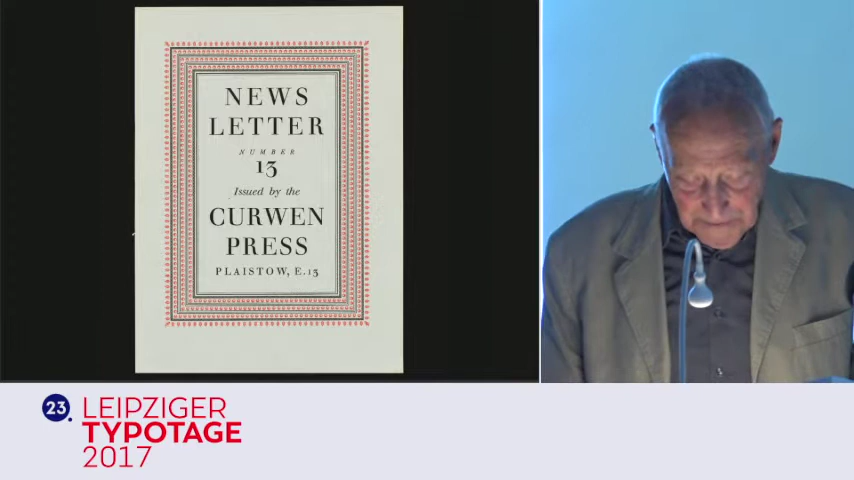 NEWS
LETTER
NUMBER
13
Issued by the
CURWEN
PRESS
PLAISTOW, E.13
23.
LEIPZIGER
TYPOTAGE
2017